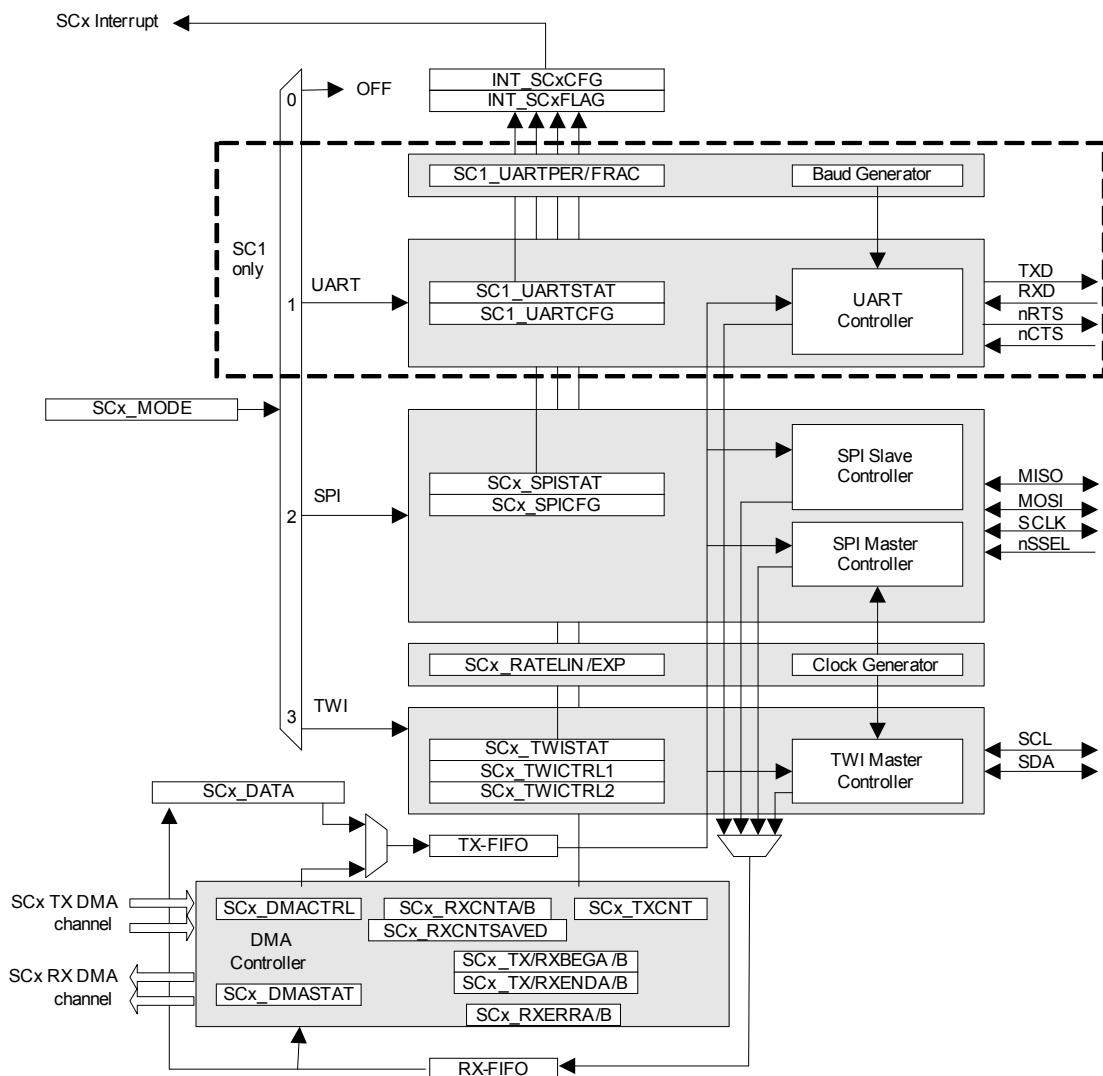 SCx Interrupt
INT_SCxCFG
INT_SCxFLAG
0
OFF
SC1_UARTPER/FRAC
Baud Generator
SC1
only
UART
1
SC1_UARTSTAT
SC1_UARTCFG
UART
Controller
TXD
RXD
nRTS
nCTS
SCx_MODE
SPI
2
SCx_SPISTAT
SCx_SPICFG
SPI Slave
Controller
SPI Master
Controller
MISO
MOSI
SCLK
nSSEL
SCx_RATELIN/EXP
Clock Generator
TWI
3
SCx_TWISTAT
SCx_TWICTRL1
SCx_TWICTRL2
TWI Master
Controller
SCL
SDA
SCx_DATA
TX-FIFO
SCx TX DMA
channel
SCx_DMACTRL
SCx_RXCNTA/B
SCx_TXCNT
SCx_RXCNTSAVED
DMA
Controller
SCx_TX/RXBEGA/B
SCx_TX/RXENDA/B
SCx RX DMA
channel
SCx_DMASTAT
SCx_RXERRA/B
RX-FIFO